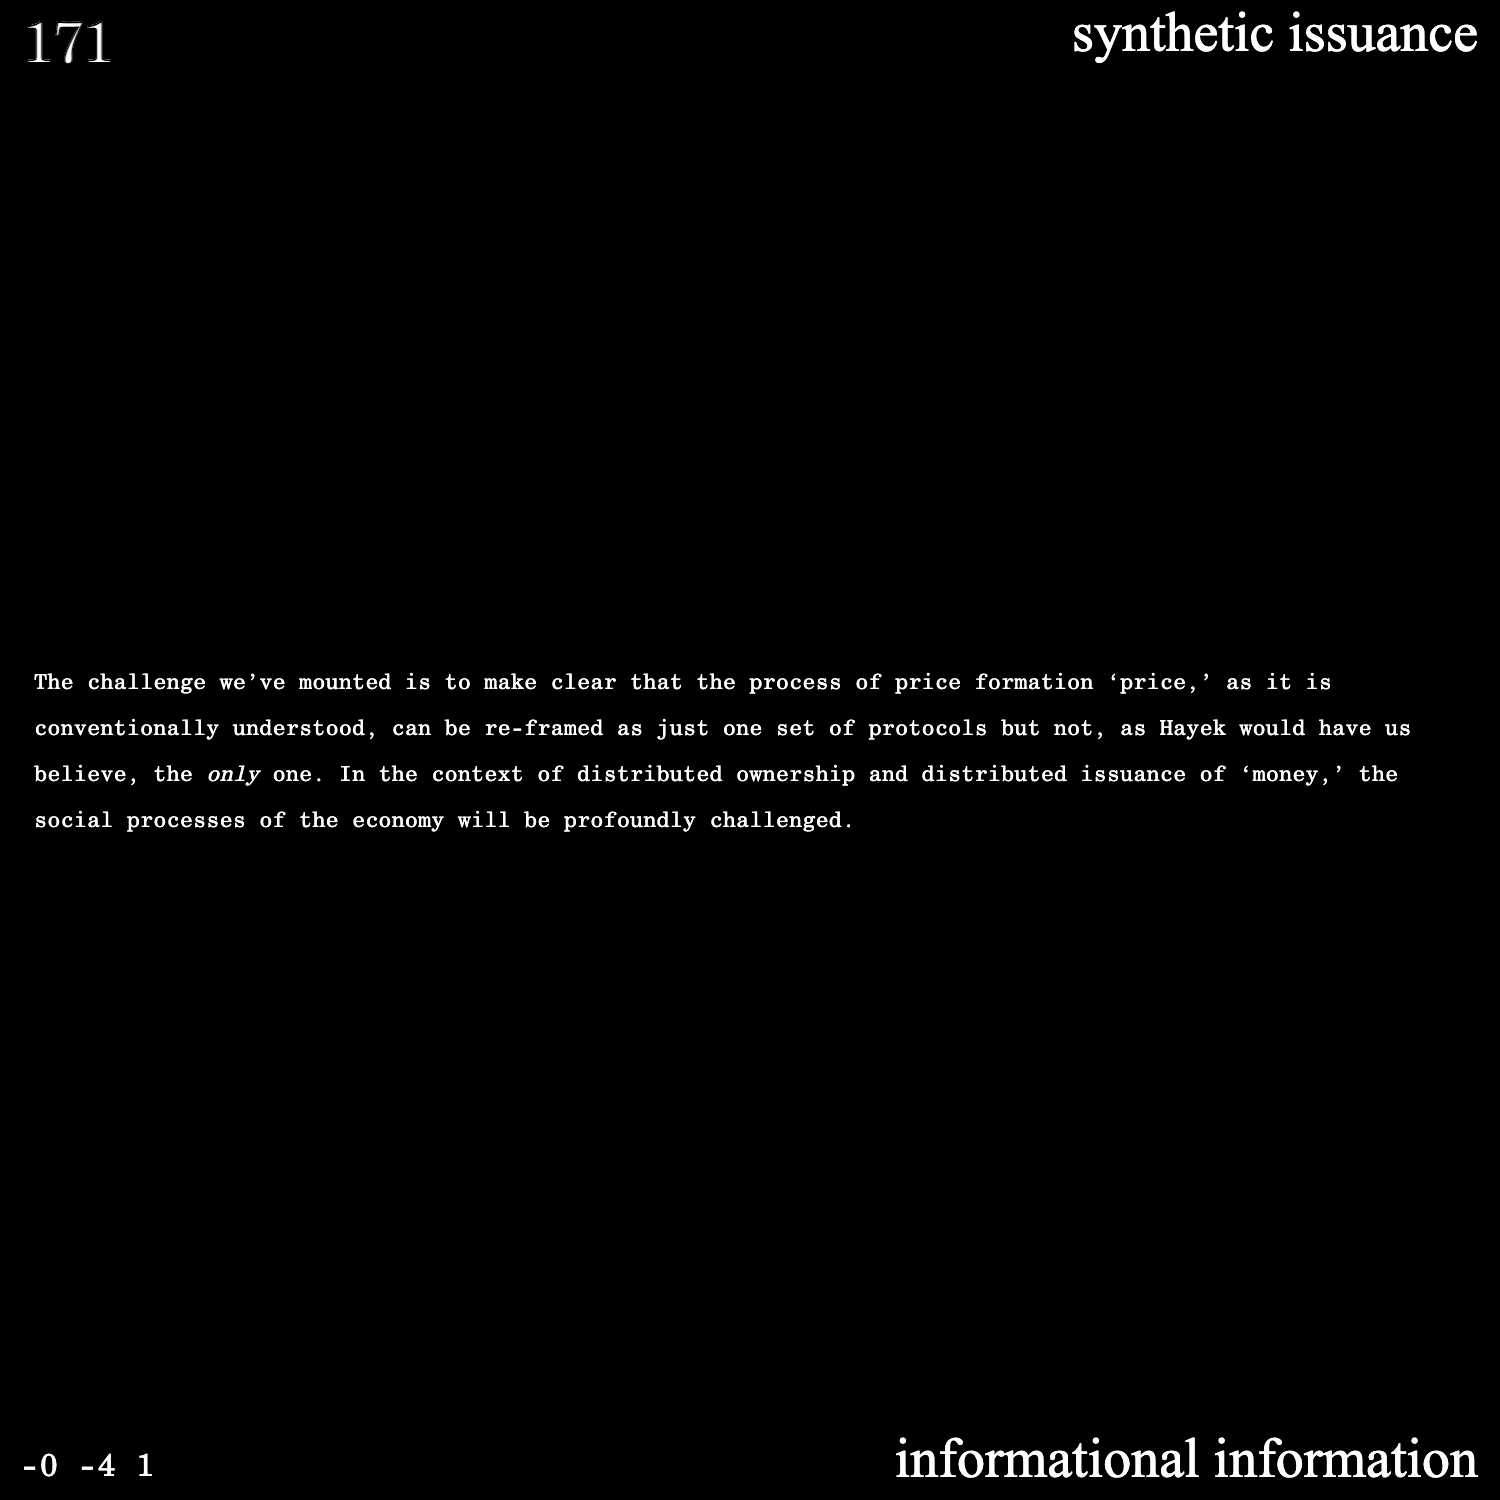 171
synthetic issuance
The challenge we’ve mounted is to make clear that the process of price formation ‘price,’ as it is
conventionally understood, can be re-framed as just one set of protocols but not, as Hayek would have us
believe, the only one. In the context of distributed ownership and distributed issuance of ‘money,’ the
social processes of the economy will be profoundly challenged.
-0 -4 1
informational information